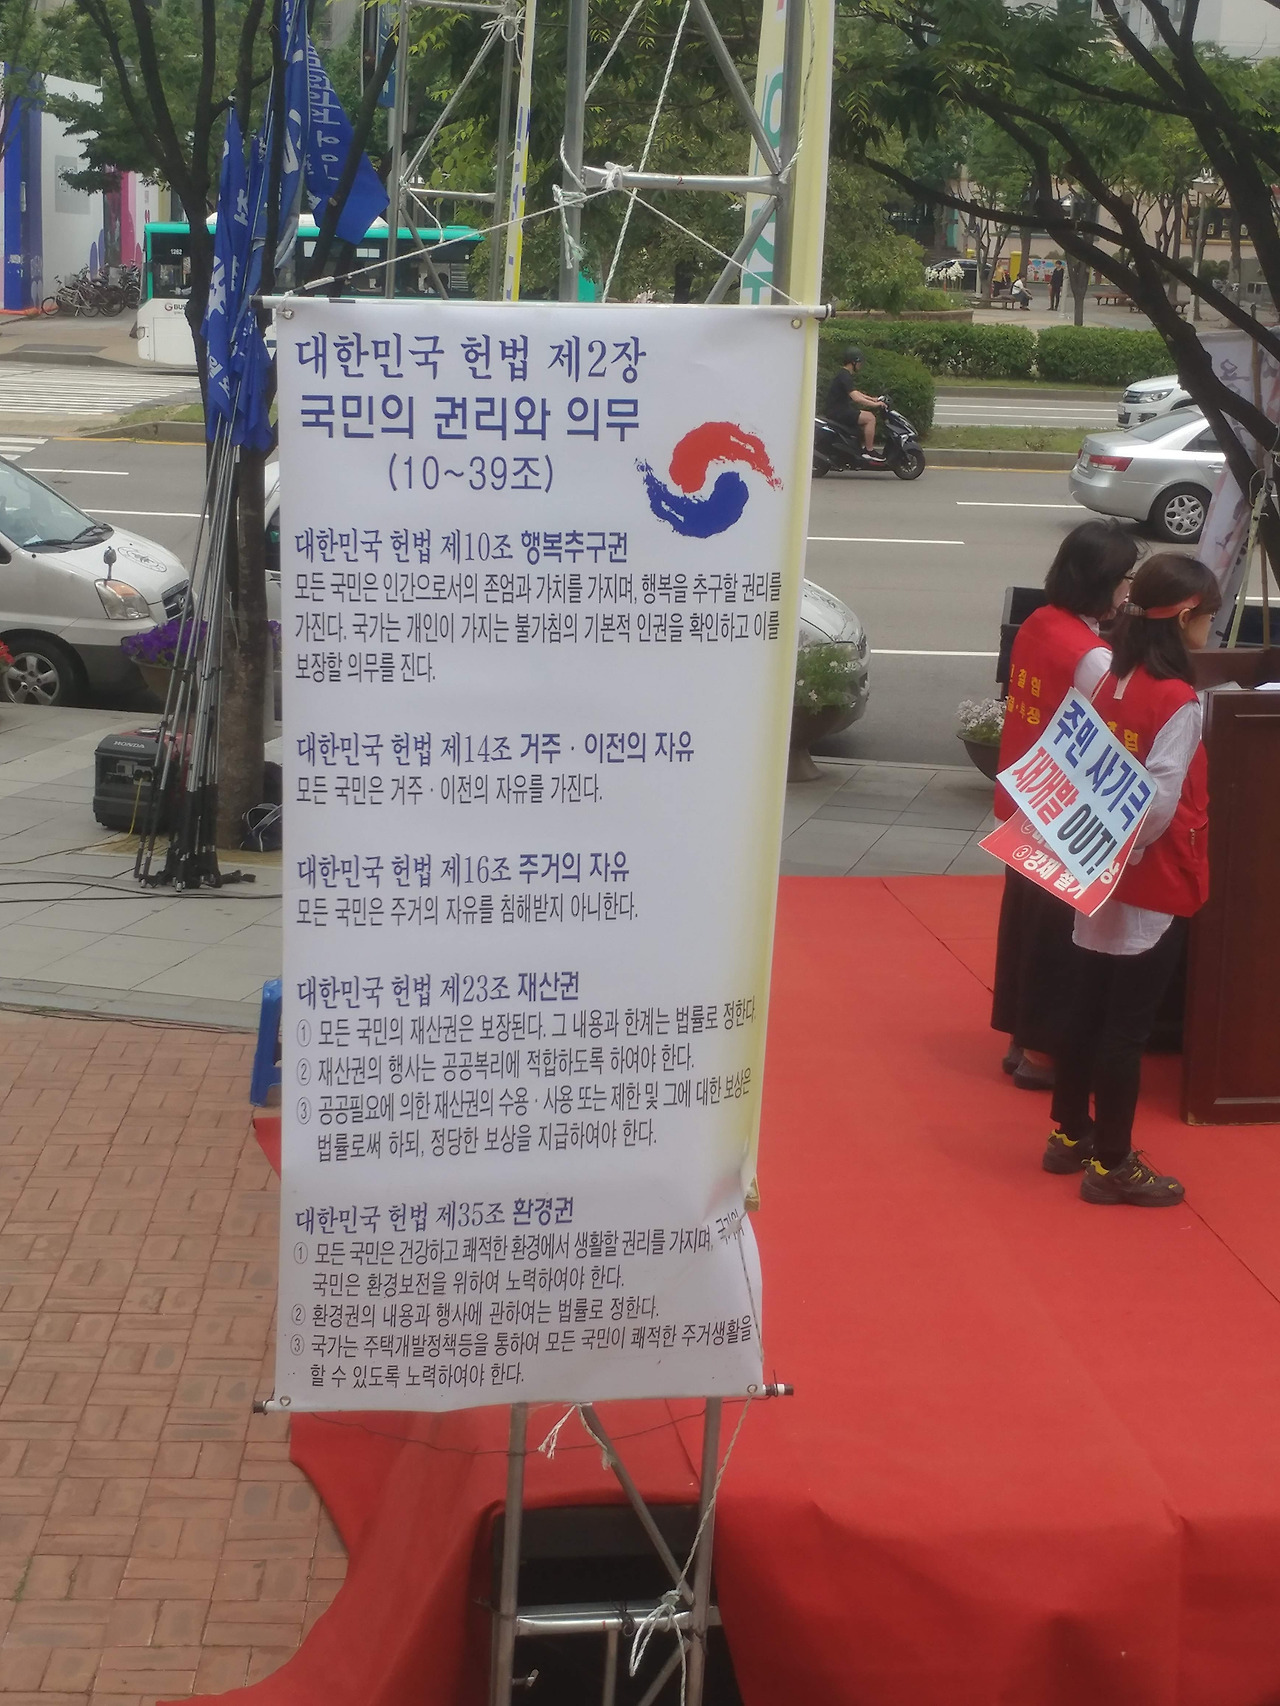 대한민국 헌법 제2장
국민의 권리와 의무
(10~39조)
대한민국 헌법 제10조 행복추구권
모든 국민은 인간으로서의 존엄과 가치를 가지며, 행복을 추구할 권리를
가진다. 국가는 개인이 가지는 불가침의 기본적 인권을 확인하고 이를
보장할 의무를 진다.
대한민국 헌법 제14조 거주·이전의 자유
모든 국민은 거주·이전의 자유를 가진다.
대한민국 헌법 제16조 주거의 자유
모든 국민은 주거의 자유를 침해받지 아니한다.
대한민국 헌법 제23조 재산권
① 모든 국민의 재산권은 보장된다. 그 내용과 한계는 법률로 정한다.
② 재산권의 행사는 공공복리에 적합하도록 하여야 한다.
③ 공공필요에 의한 재산권의 수용·사용 또는 제한 및 그에 대한 보상은
법률로써 하되, 정당한 보상을 지급하여야 한다.
대한민국 헌법 제35조 환경권
① 모든 국민은 건강하고 쾌적한 환경에서 생활할 권리를 가지며, 국가와
국민은 환경보전을 위하여 노력하여야 한다.
② 환경권의 내용과 행사에 관하여는 법률로 정한다.
③ 국가는 주택개발정책등을 통하여 모든 국민이 쾌적한 주거생활을
할 수 있도록 노력하여야 한다.
주민 사기극
재개발 OUT!
③강제 철거
HONDA